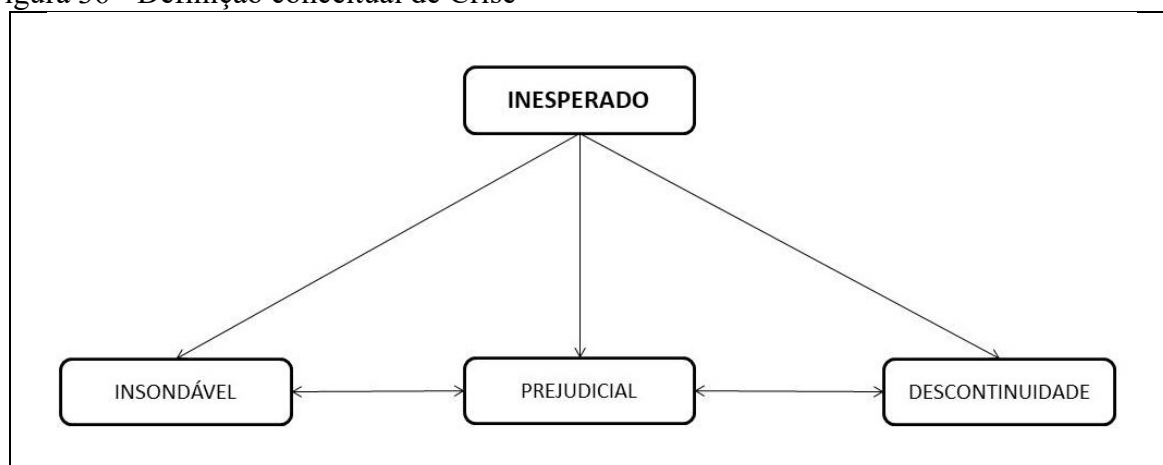 Definição conceitual de Crise
INESPERADO
INSONDÁVEL
PREJUDICIAL
DESCONTINUIDADE